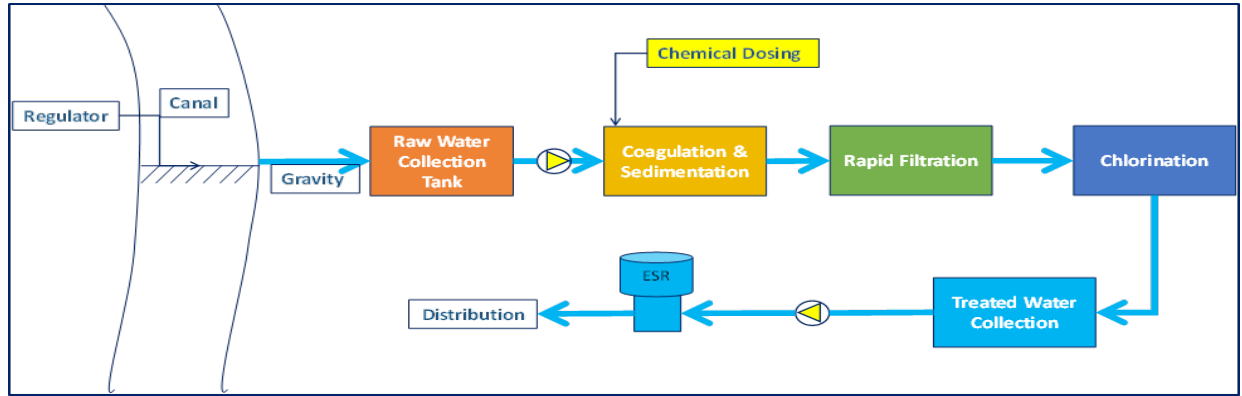 Chemical Dosing
Canal
Regulator
Gravity
Raw Water
Collection
Tank
Coagulation &
Sedimentation
Rapid Filtration
Chlorination
ESR
Distribution
Treated Water
Collection